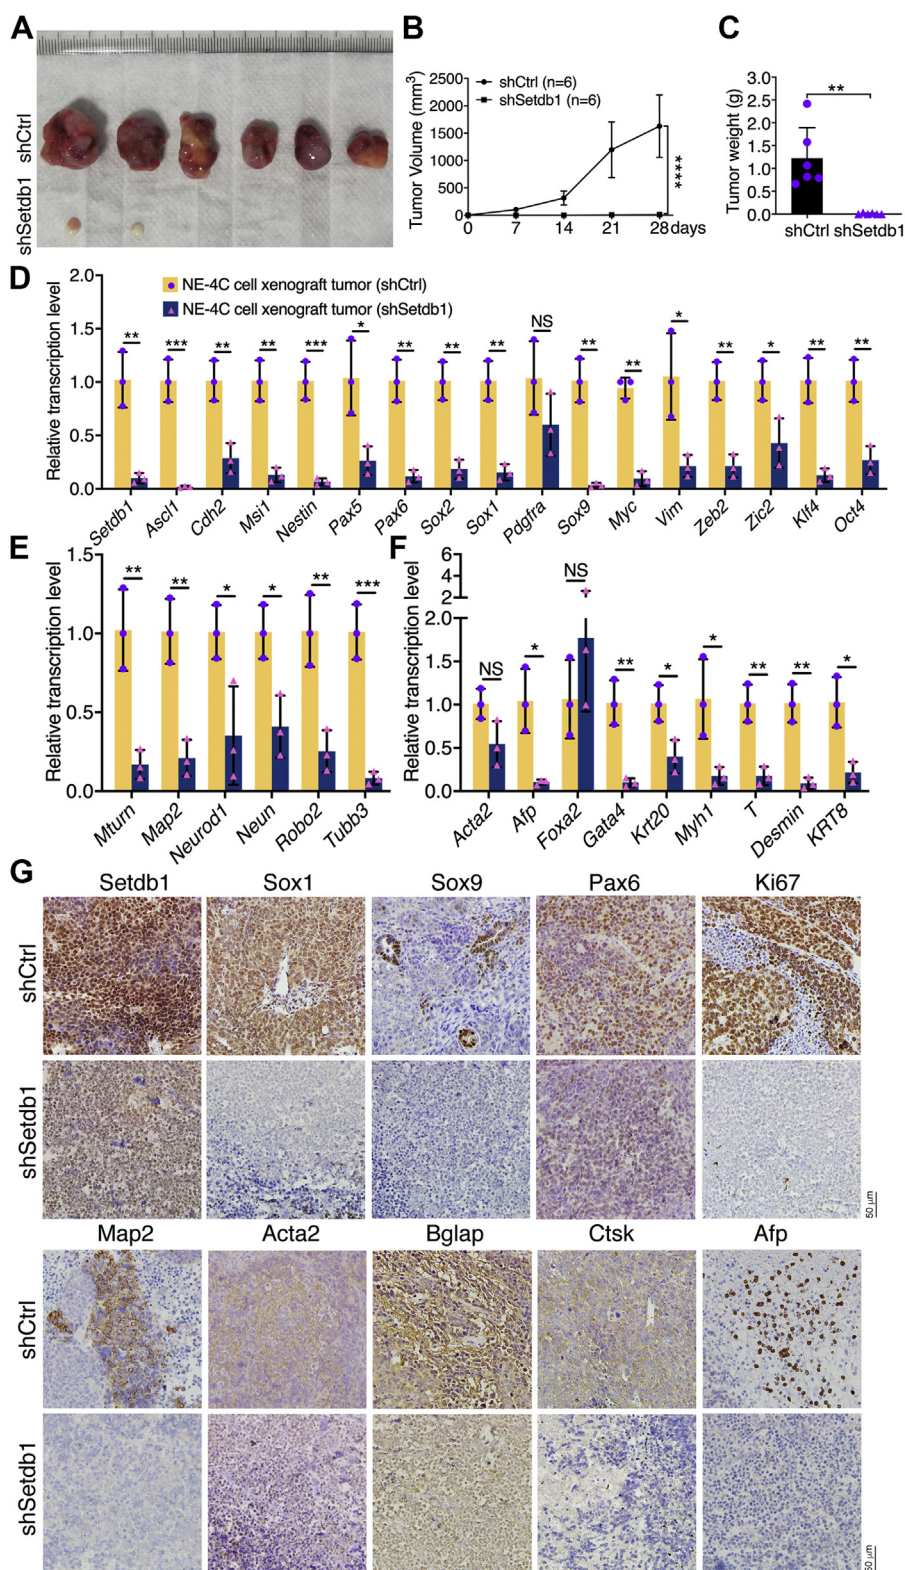 A
shCtrl
shSetdb1
B
Tumor Volume (mm³)
2500
2000
1500
1000
500
0
shCtrl (n=6)
shSetdb1 (n=6)
****
0 7 14 21 28 days
C
Tumor weight (g)
3.0
2.5
2.0
1.5
1.0
0.5
0.0
**
shCtrl shSetdb1
D
Relative transcription level
2.0
1.5
1.0
0.5
0.0
NE-4C cell xenograft tumor (shCtrl)
NE-4C cell xenograft tumor (shSetdb1)
** *** ** ** *** * ** ** ** NS ** ** * ** * ** **
Setdb1 Ascl1 Cdh2 Msi1 Nestin Pax5 Pax6 Sox2 Sox1 Pdgfra Sox9 Myc Vim Zeb2 Zic2 Klf4 Oct4
E
Relative transcription level
1.5
1.0
0.5
0.0
** ** * * ** ***
Mturn Map2 Neurod1 Neun Robo2 Tubb3
F
Relative transcription level
6
4
2
2.0
1.5
1.0
0.5
0.0
NS * NS ** * * ** ** *
Acta2 Afp Foxa2 Gata4 Krt20 Myh1 T Desmin KRT8
G
Setdb1 Sox1 Sox9 Pax6 Ki67
shCtrl
shSetdb1
50 μm
Map2 Acta2 Bglap Ctsk Afp
shCtrl
shSetdb1
50 μm